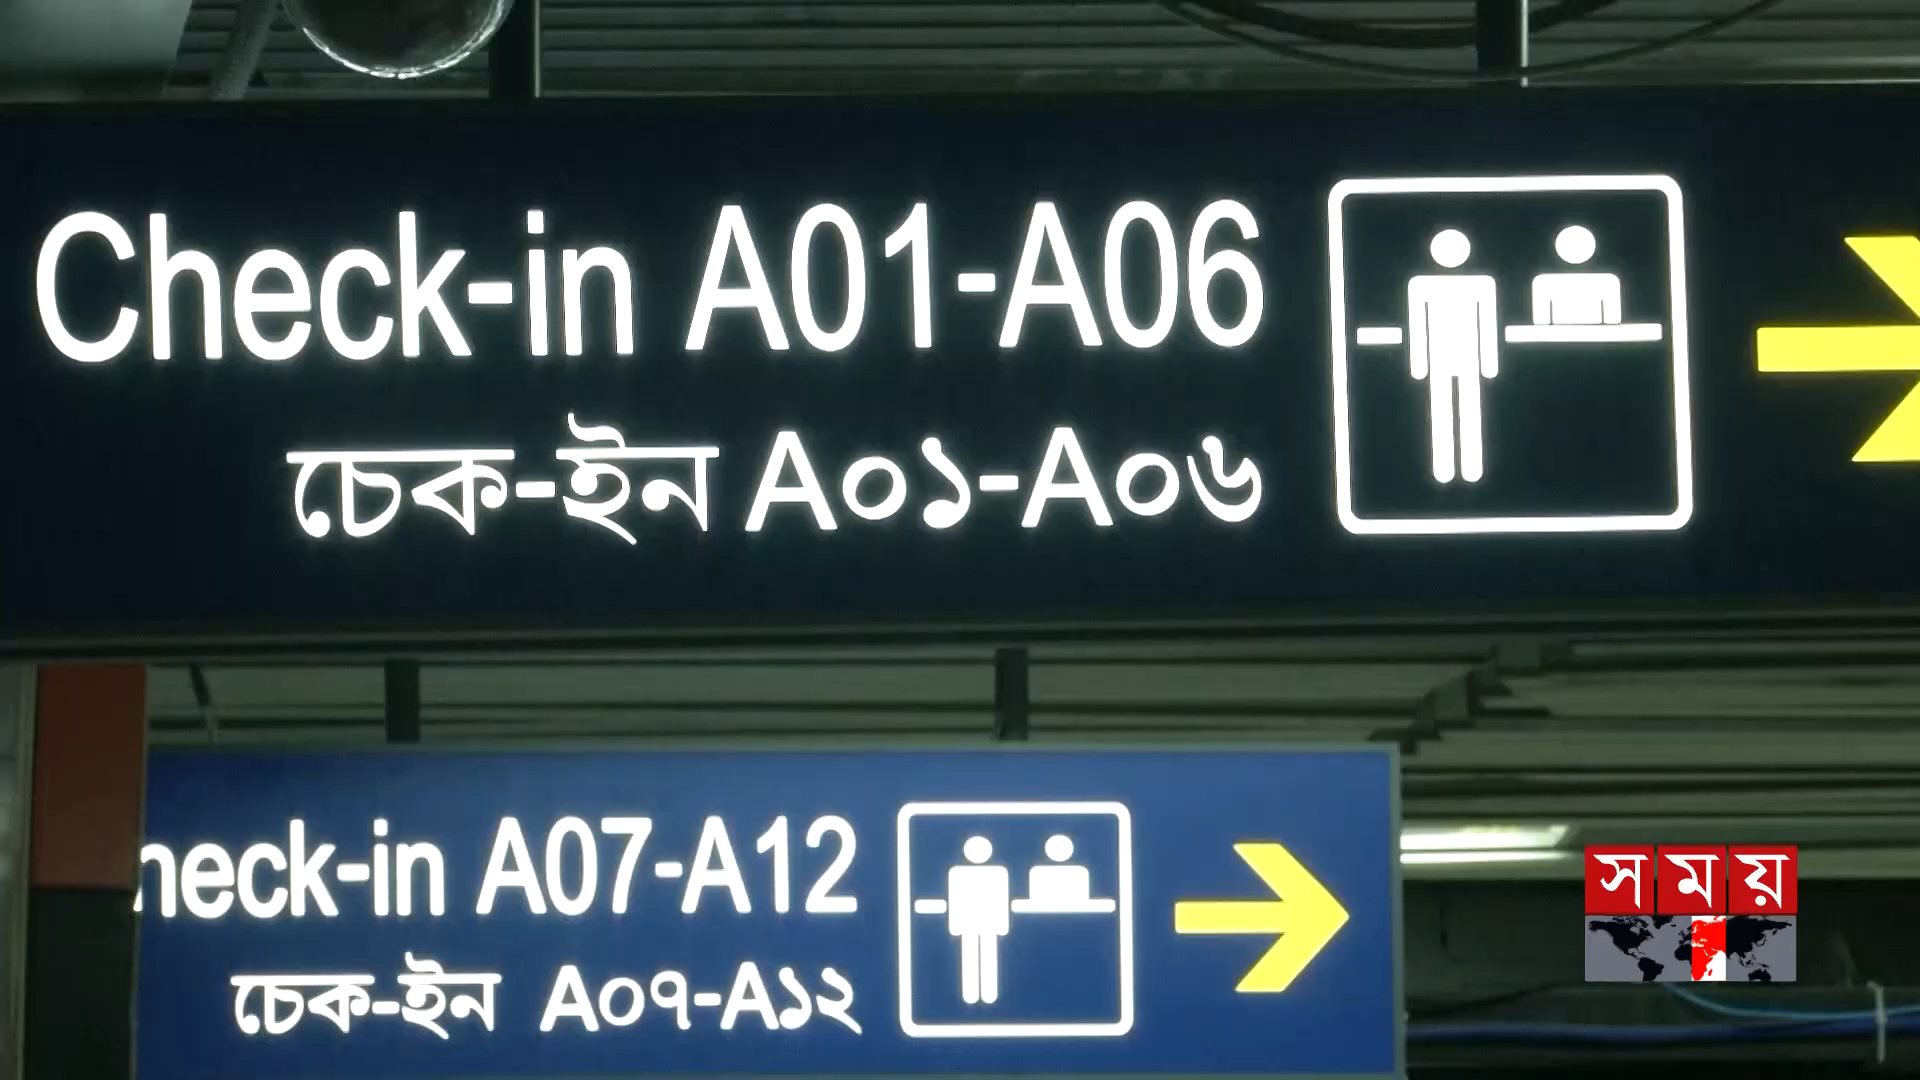 Check-in A01-A06
চেক-ইন A০১-A০৬
heck-in A07-A12
চেক-ইন A০৭-A১২
সময়